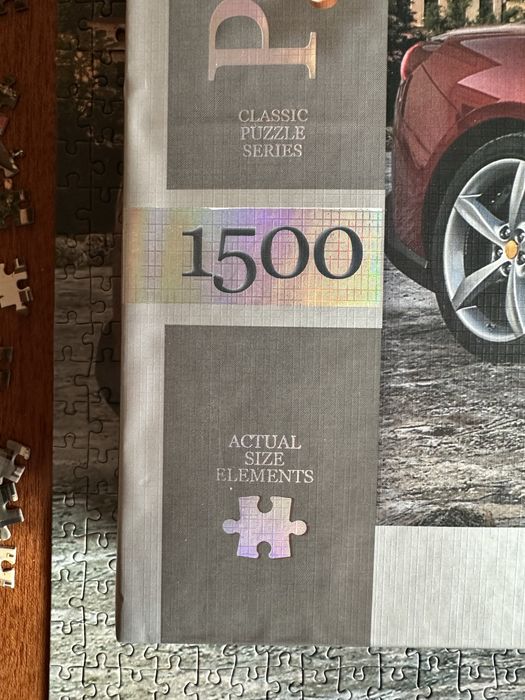 P
CLASSIC
PUZZLE
SERIES
1500
ACTUAL
SIZE
ELEMENTS